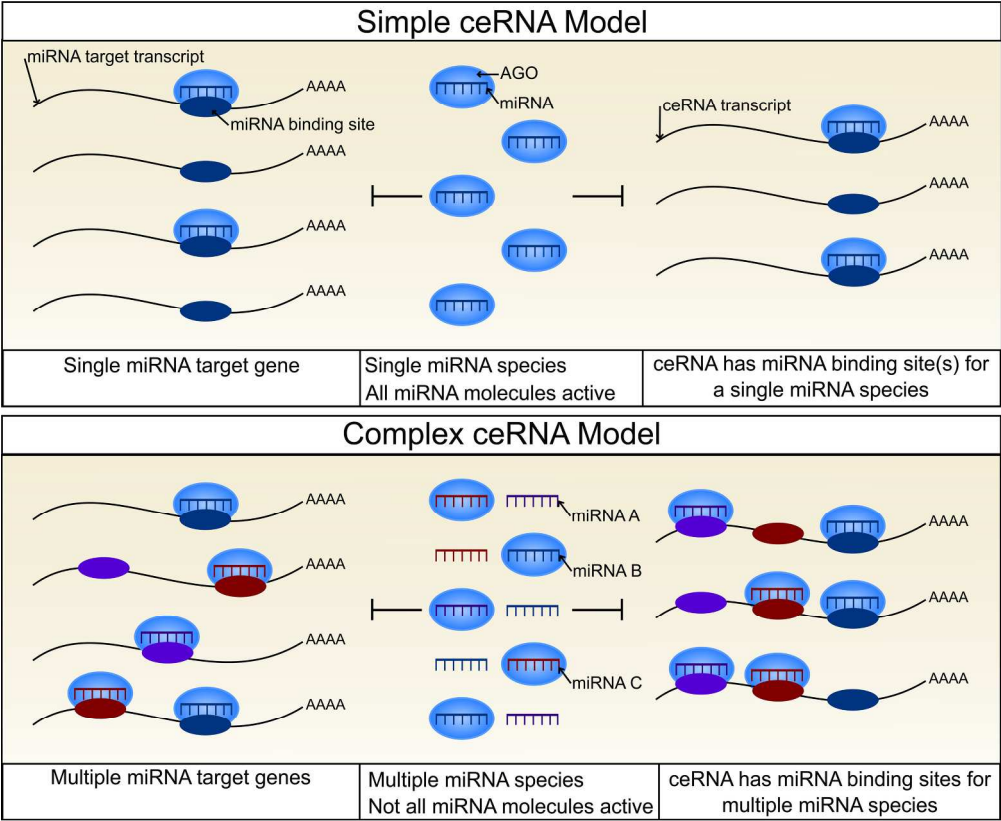 Simple ceRNA Model
miRNA target transcript
AAAA
miRNA binding site
AAAA
AAAA
AAAA
AGO
miRNA
ceRNA transcript
AAAA
AAAA
AAAA
Single miRNA target gene
Single miRNA species
All miRNA molecules active
ceRNA has miRNA binding site(s) for
a single miRNA species
Complex ceRNA Model
AAAA
AAAA
AAAA
AAAA
miRNA A
miRNA B
miRNA C
AAAA
AAAA
AAAA
Multiple miRNA target genes
Multiple miRNA species
Not all miRNA molecules active
ceRNA has miRNA binding sites for
multiple miRNA species